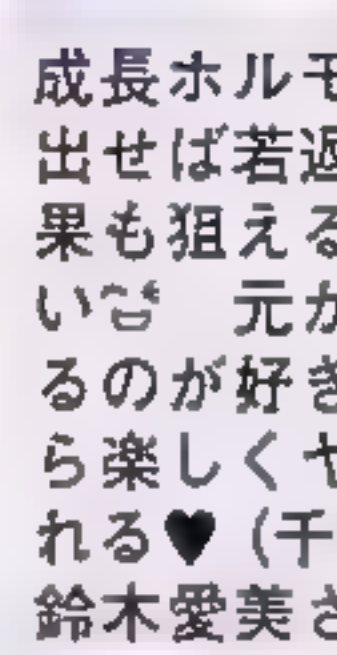 成長ホルモ
出せば若返
果も狙える
い😄 元か
るのが好き
ら楽しくヤ
れる♥(千
鈴木愛美さ